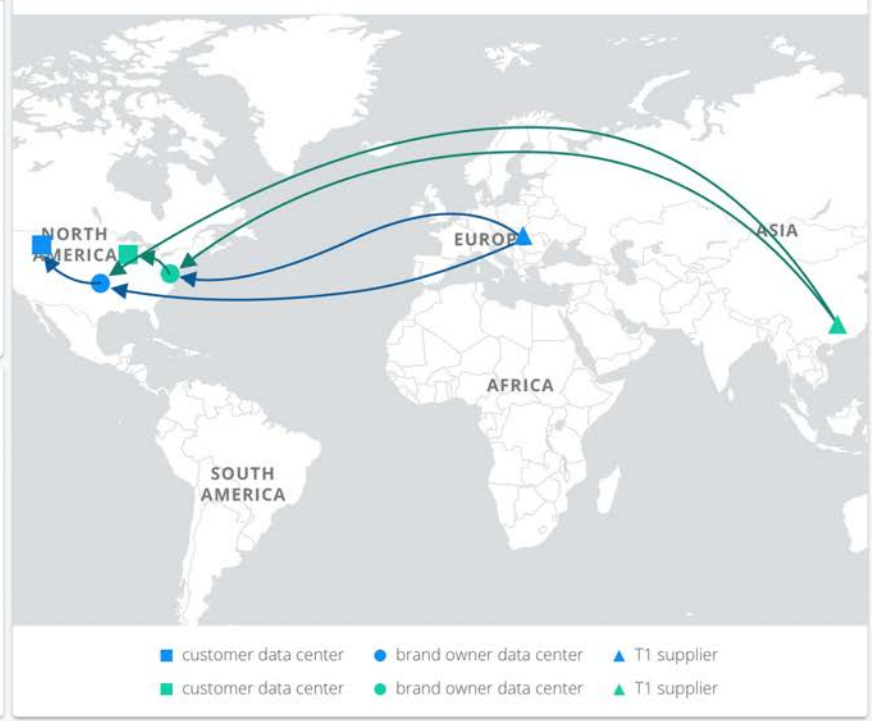 NORTH
AMERICA
EUROP
ASIA
AFRICA
SOUTH
AMERICA
customer data center brand owner data center T1 supplier
customer data center brand owner data center T1 supplier